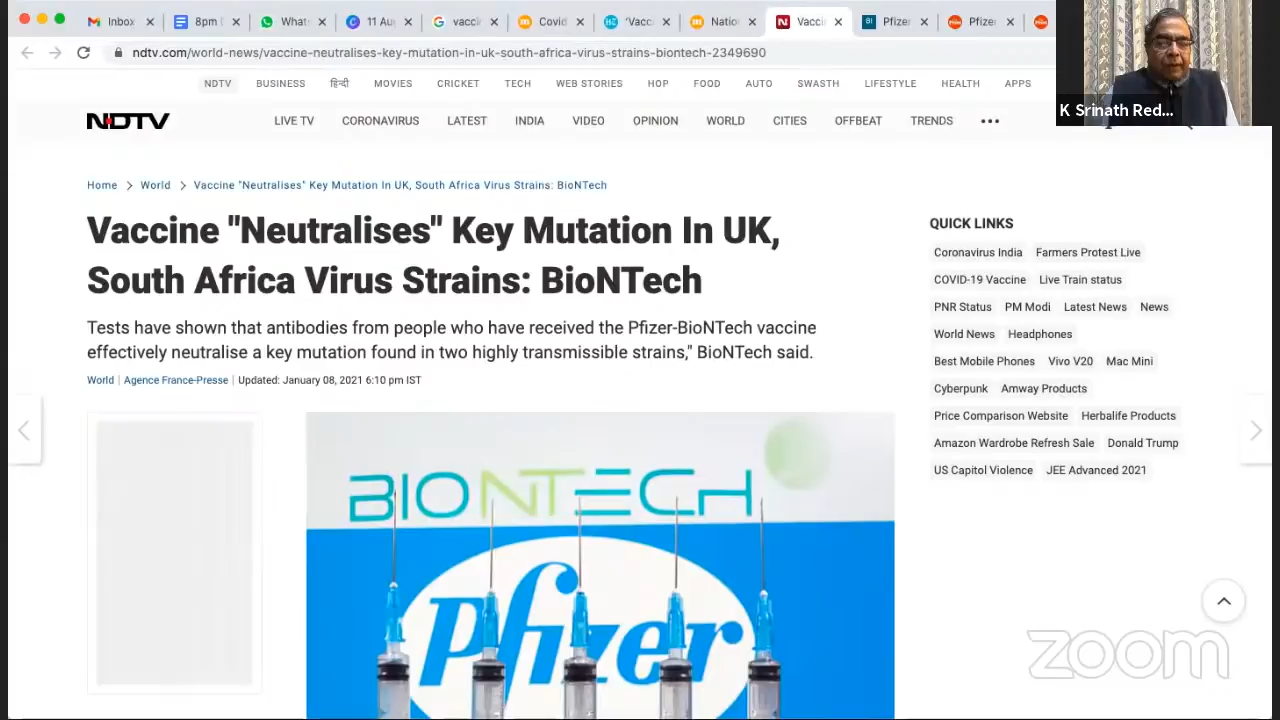 Inbox
8pm
What
11 Au
vaccin
Covid
'Vacc
Natio
Vacci
Pfizer
Pfizer
ndtv.com/world-news/vaccine-neutralises-key-mutation-in-uk-south-africa-virus-strains-biontech-2349690
K Srinath Red...
NDTV BUSINESS हिन्दी MOVIES CRICKET TECH WEB STORIES HOP FOOD AUTO SWASTH LIFESTYLE HEALTH APPS
NDTV
LIVE TV CORONAVIRUS LATEST INDIA VIDEO OPINION WORLD CITIES OFFBEAT TRENDS
Home > World > Vaccine "Neutralises" Key Mutation In UK, South Africa Virus Strains: BioNTech
Vaccine "Neutralises" Key Mutation In UK,
South Africa Virus Strains: BioNTech
Tests have shown that antibodies from people who have received the Pfizer-BioNTech vaccine
effectively neutralise a key mutation found in two highly transmissible strains," BioNTech said.
World | Agence France-Presse | Updated: January 08, 2021 6:10 pm IST
BIONTECH
Pfizer
QUICK LINKS
Coronavirus India Farmers Protest Live
COVID-19 Vaccine Live Train status
PNR Status PM Modi Latest News News
World News Headphones
Best Mobile Phones Vivo V20 Mac Mini
Cyberpunk Amway Products
Price Comparison Website Herbalife Products
Amazon Wardrobe Refresh Sale Donald Trump
US Capitol Violence JEE Advanced 2021
zoom